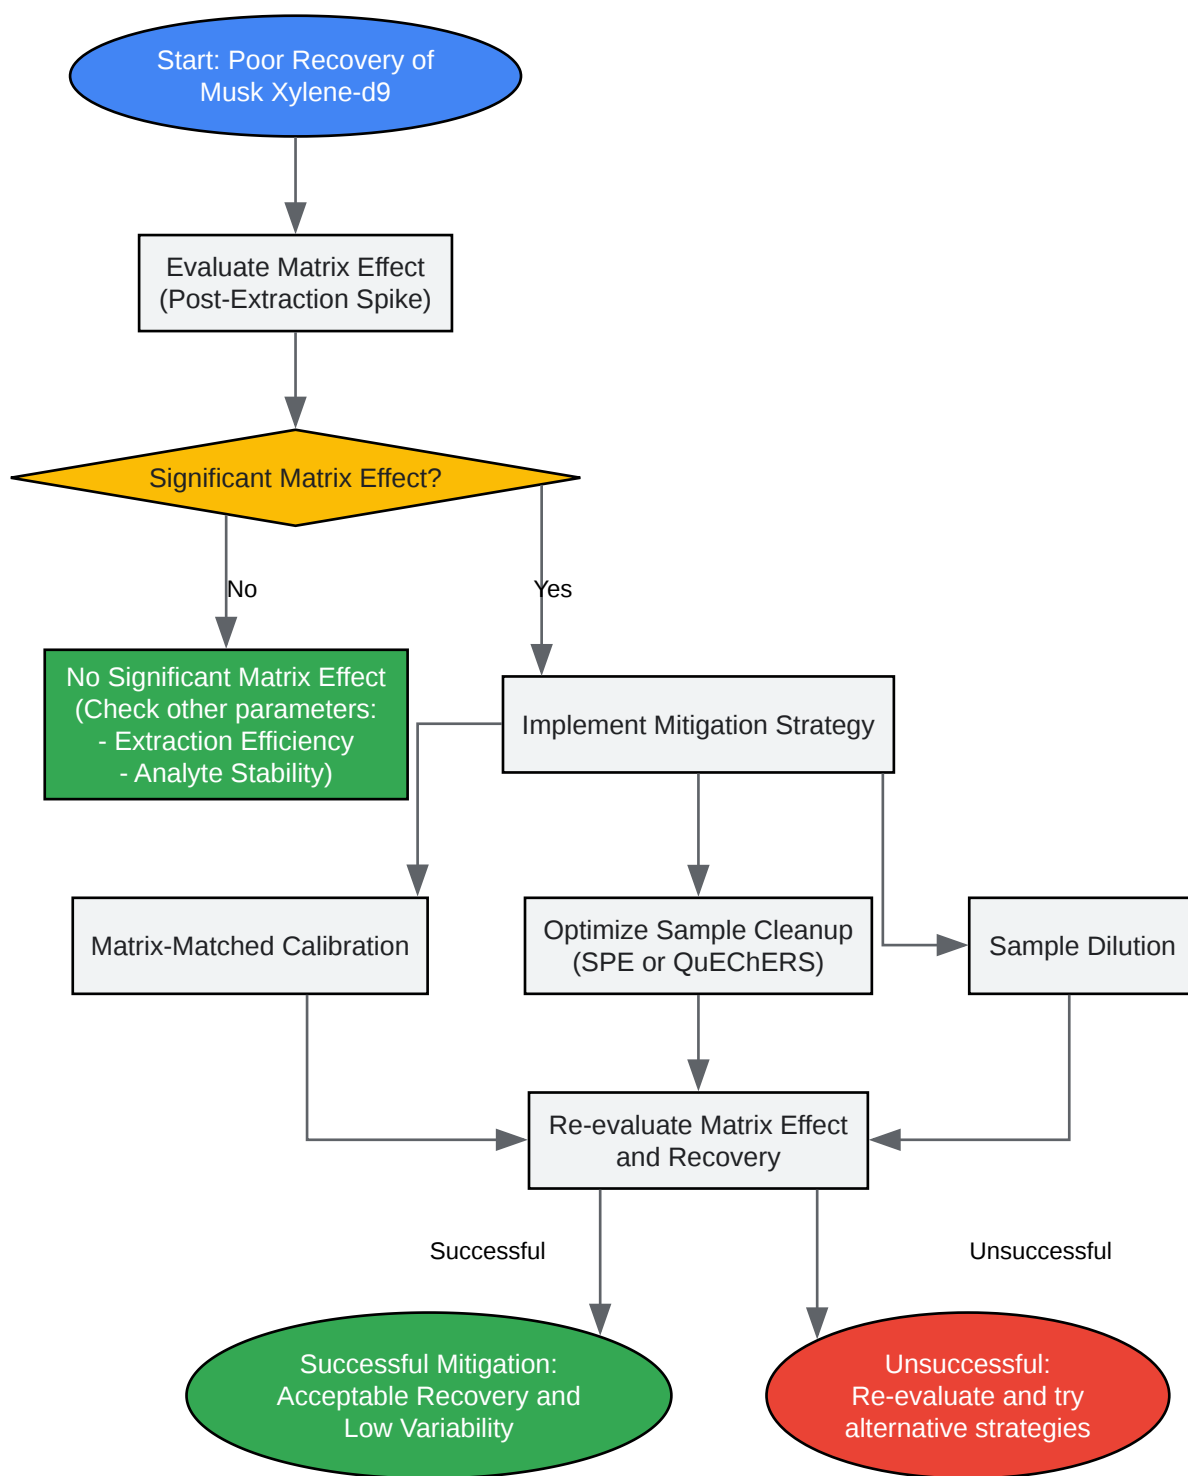 Start: Poor Recovery of
Musk Xylene-d9
Evaluate Matrix Effect
(Post-Extraction Spike)
Significant Matrix Effect?
No
Yes
No Significant Matrix Effect
(Check other parameters:
- Extraction Efficiency
- Analyte Stability)
Implement Mitigation Strategy
Matrix-Matched Calibration
Optimize Sample Cleanup
(SPE or QuEChERS)
Sample Dilution
Re-evaluate Matrix Effect
and Recovery
Successful
Unsuccessful
Successful Mitigation:
Acceptable Recovery and
Low Variability
Unsuccessful:
Re-evaluate and try
alternative strategies